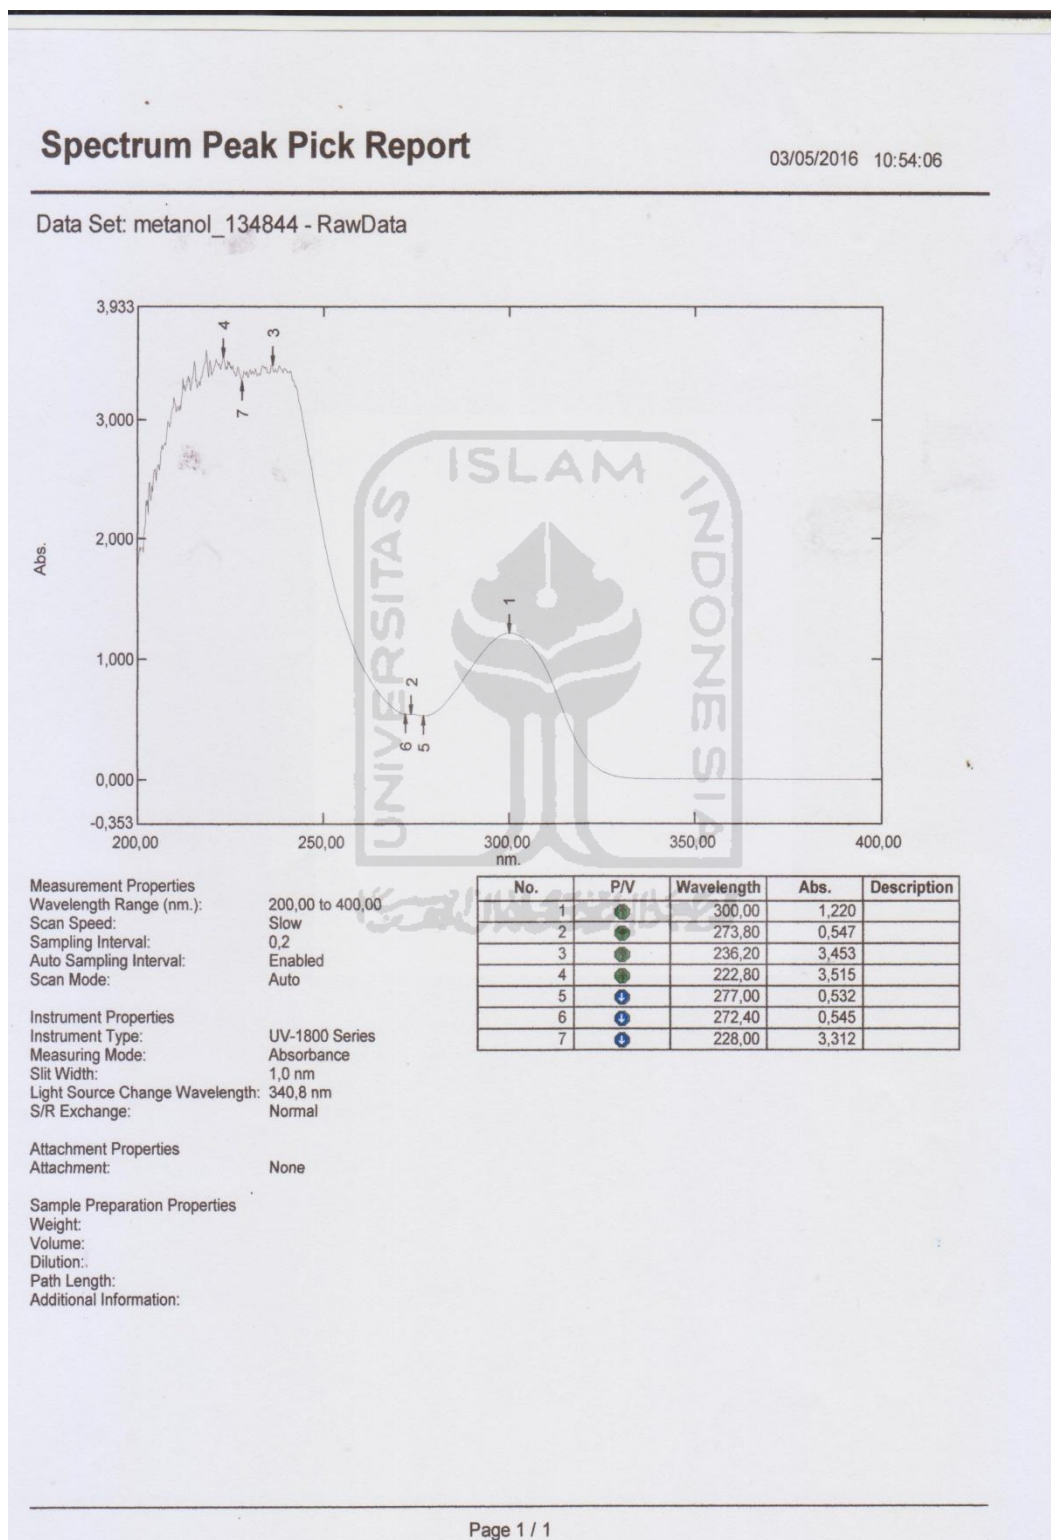 Spectrum Peak Pick Report
03/05/2016 10:54:06
Data Set: metanol_134844 - RawData
3,933
3,000
2,000
1,000
0,000
-0,353
Abs.
4
3
7
1
2
6
5
200,00 250,00 300,00 350,00 400,00
nm.
UNIVERSITAS
ISLAM
INDONESIA
Measurement Properties
Wavelength Range (nm.): 200,00 to 400,00
Scan Speed: Slow
Sampling Interval: 0,2
Auto Sampling Interval: Enabled
Scan Mode: Auto
Instrument Properties
Instrument Type: UV-1800 Series
Measuring Mode: Absorbance
Slit Width: 1,0 nm
Light Source Change Wavelength: 340,8 nm
S/R Exchange: Normal
Attachment Properties
Attachment: None
Sample Preparation Properties
Weight:
Volume:
Dilution:
Path Length:
Additional Information:
No. P/V Wavelength Abs. Description
1 300,00 1,220
2 273,80 0,547
3 236,20 3,453
4 222,80 3,515
5 277,00 0,532
6 272,40 0,545
7 228,00 3,312
Page 1 / 1